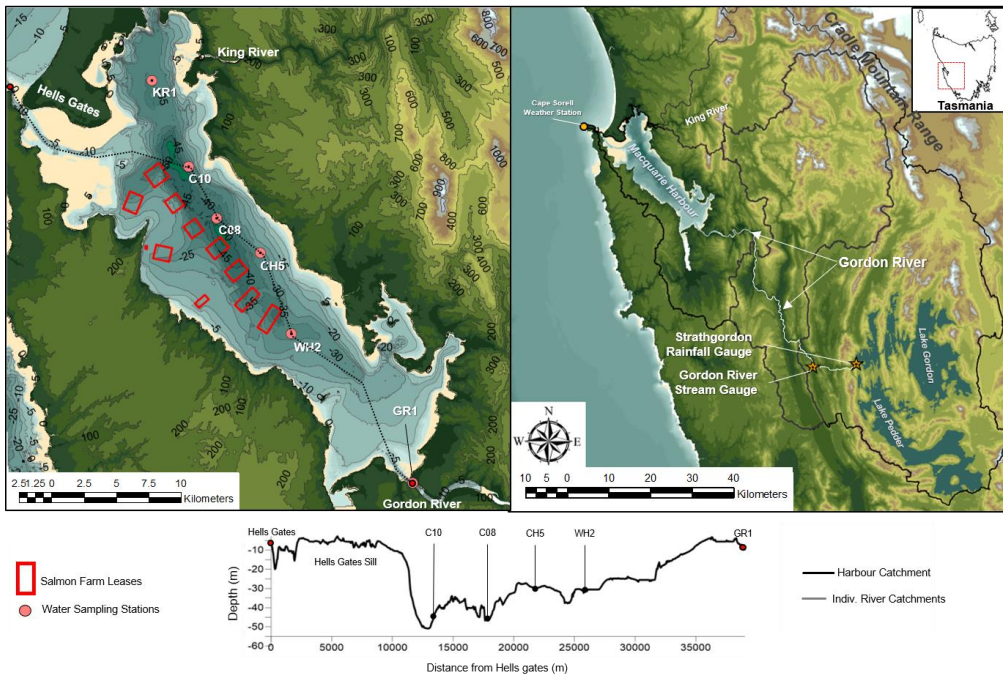 King River
KR1
Hells Gates
C10
C08
CH5
WH2
GR1
Gordon River
2.5 1.25 0 2.5 5 7.5 10
Kilometers
Tasmania
Cradle Mountain Range
Cape Sorell
Weather Station
King River
Macquarie Harbour
Gordon River
Strathgordon
Rainfall Gauge
Gordon River
Stream Gauge
Lake Gordon
Lake Pedder
N
W E
S
10 5 0 10 20 30 40
Kilometers
Salmon Farm Leases
Water Sampling Stations
Hells Gates
C10
C08
CH5
WH2
GR1
Hells Gates Sill
Depth (m)
-10
-20
-30
-40
-50
-60
0 5000 10000 15000 20000 25000 30000 35000
Distance from Hells gates (m)
Harbour Catchment
Indiv. River Catchments